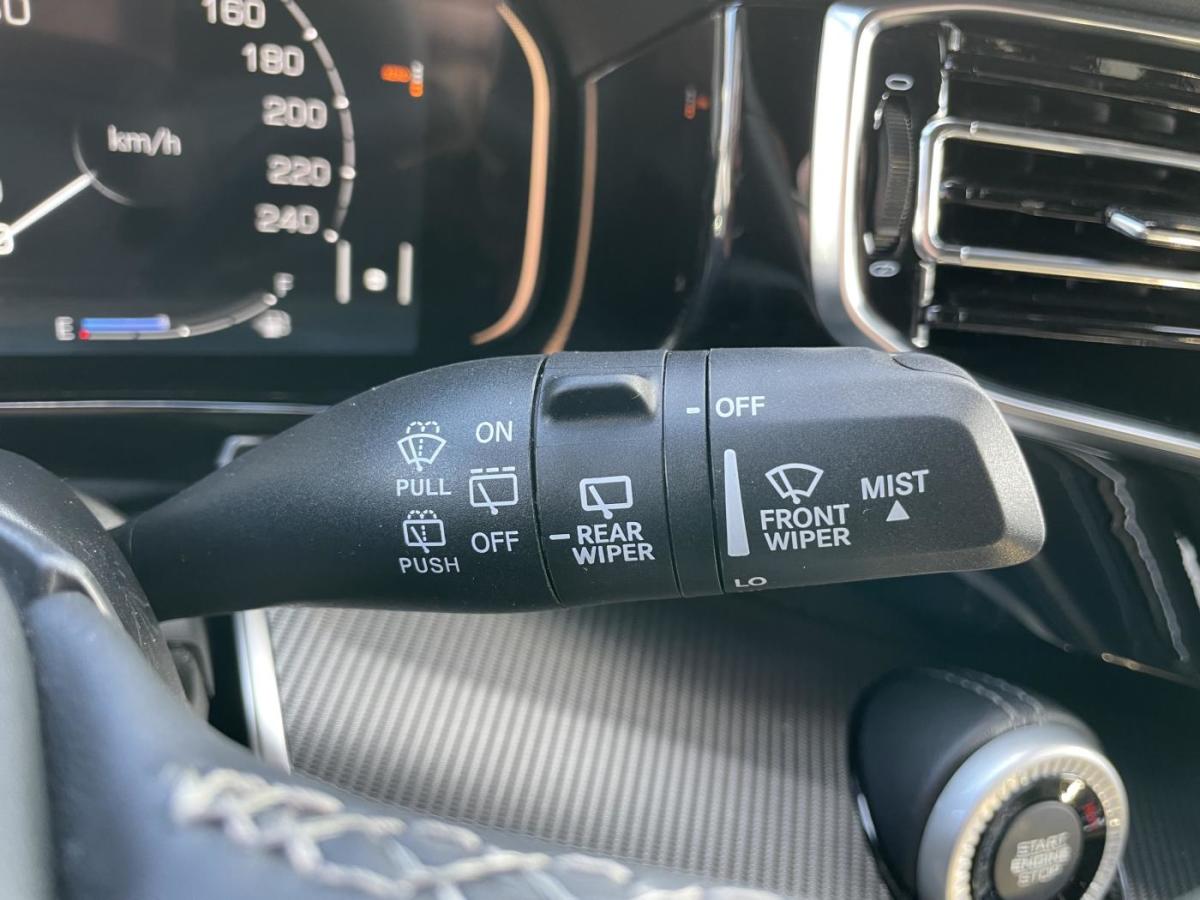 160
180
200
220
240
km/h
E
F
PULL
PUSH
ON
OFF
REAR
WIPER
OFF
FRONT
WIPER
MIST
LO
START
ENGINE
STOP